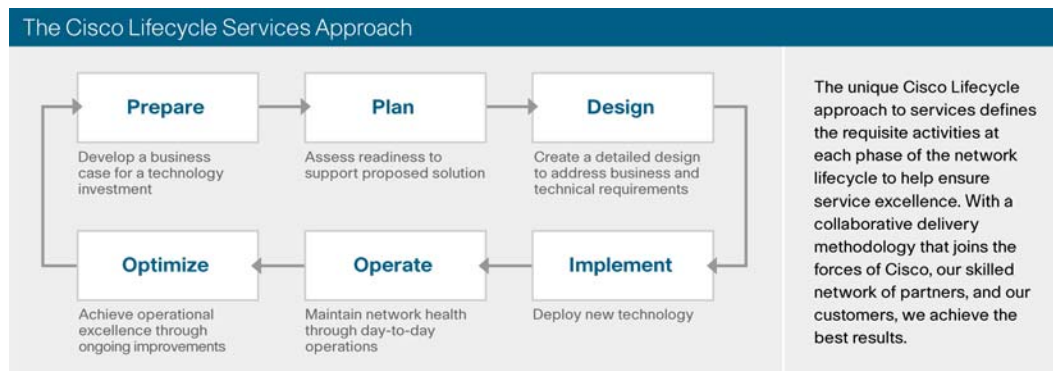 The Cisco Lifecycle Services Approach
Prepare
Develop a business
case for a technology
investment
Plan
Assess readiness to
support proposed solution
Design
Create a detailed design
to address business and
technical requirements
Optimize
Achieve operational
excellence through
ongoing improvements
Operate
Maintain network health
through day-to-day
operations
Implement
Deploy new technology
The unique Cisco Lifecycle
approach to services defines
the requisite activities at
each phase of the network
lifecycle to help ensure
service excellence. With a
collaborative delivery
methodology that joins the
forces of Cisco, our skilled
network of partners, and our
customers, we achieve the
best results.